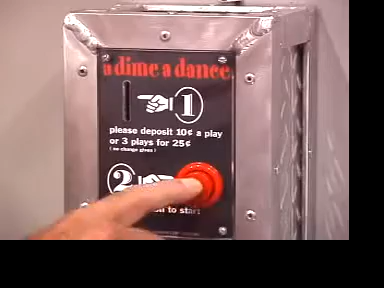 a dime a dance.
1
please deposit 10¢ a play
or 3 plays for 25¢
( no change given )
2
to start